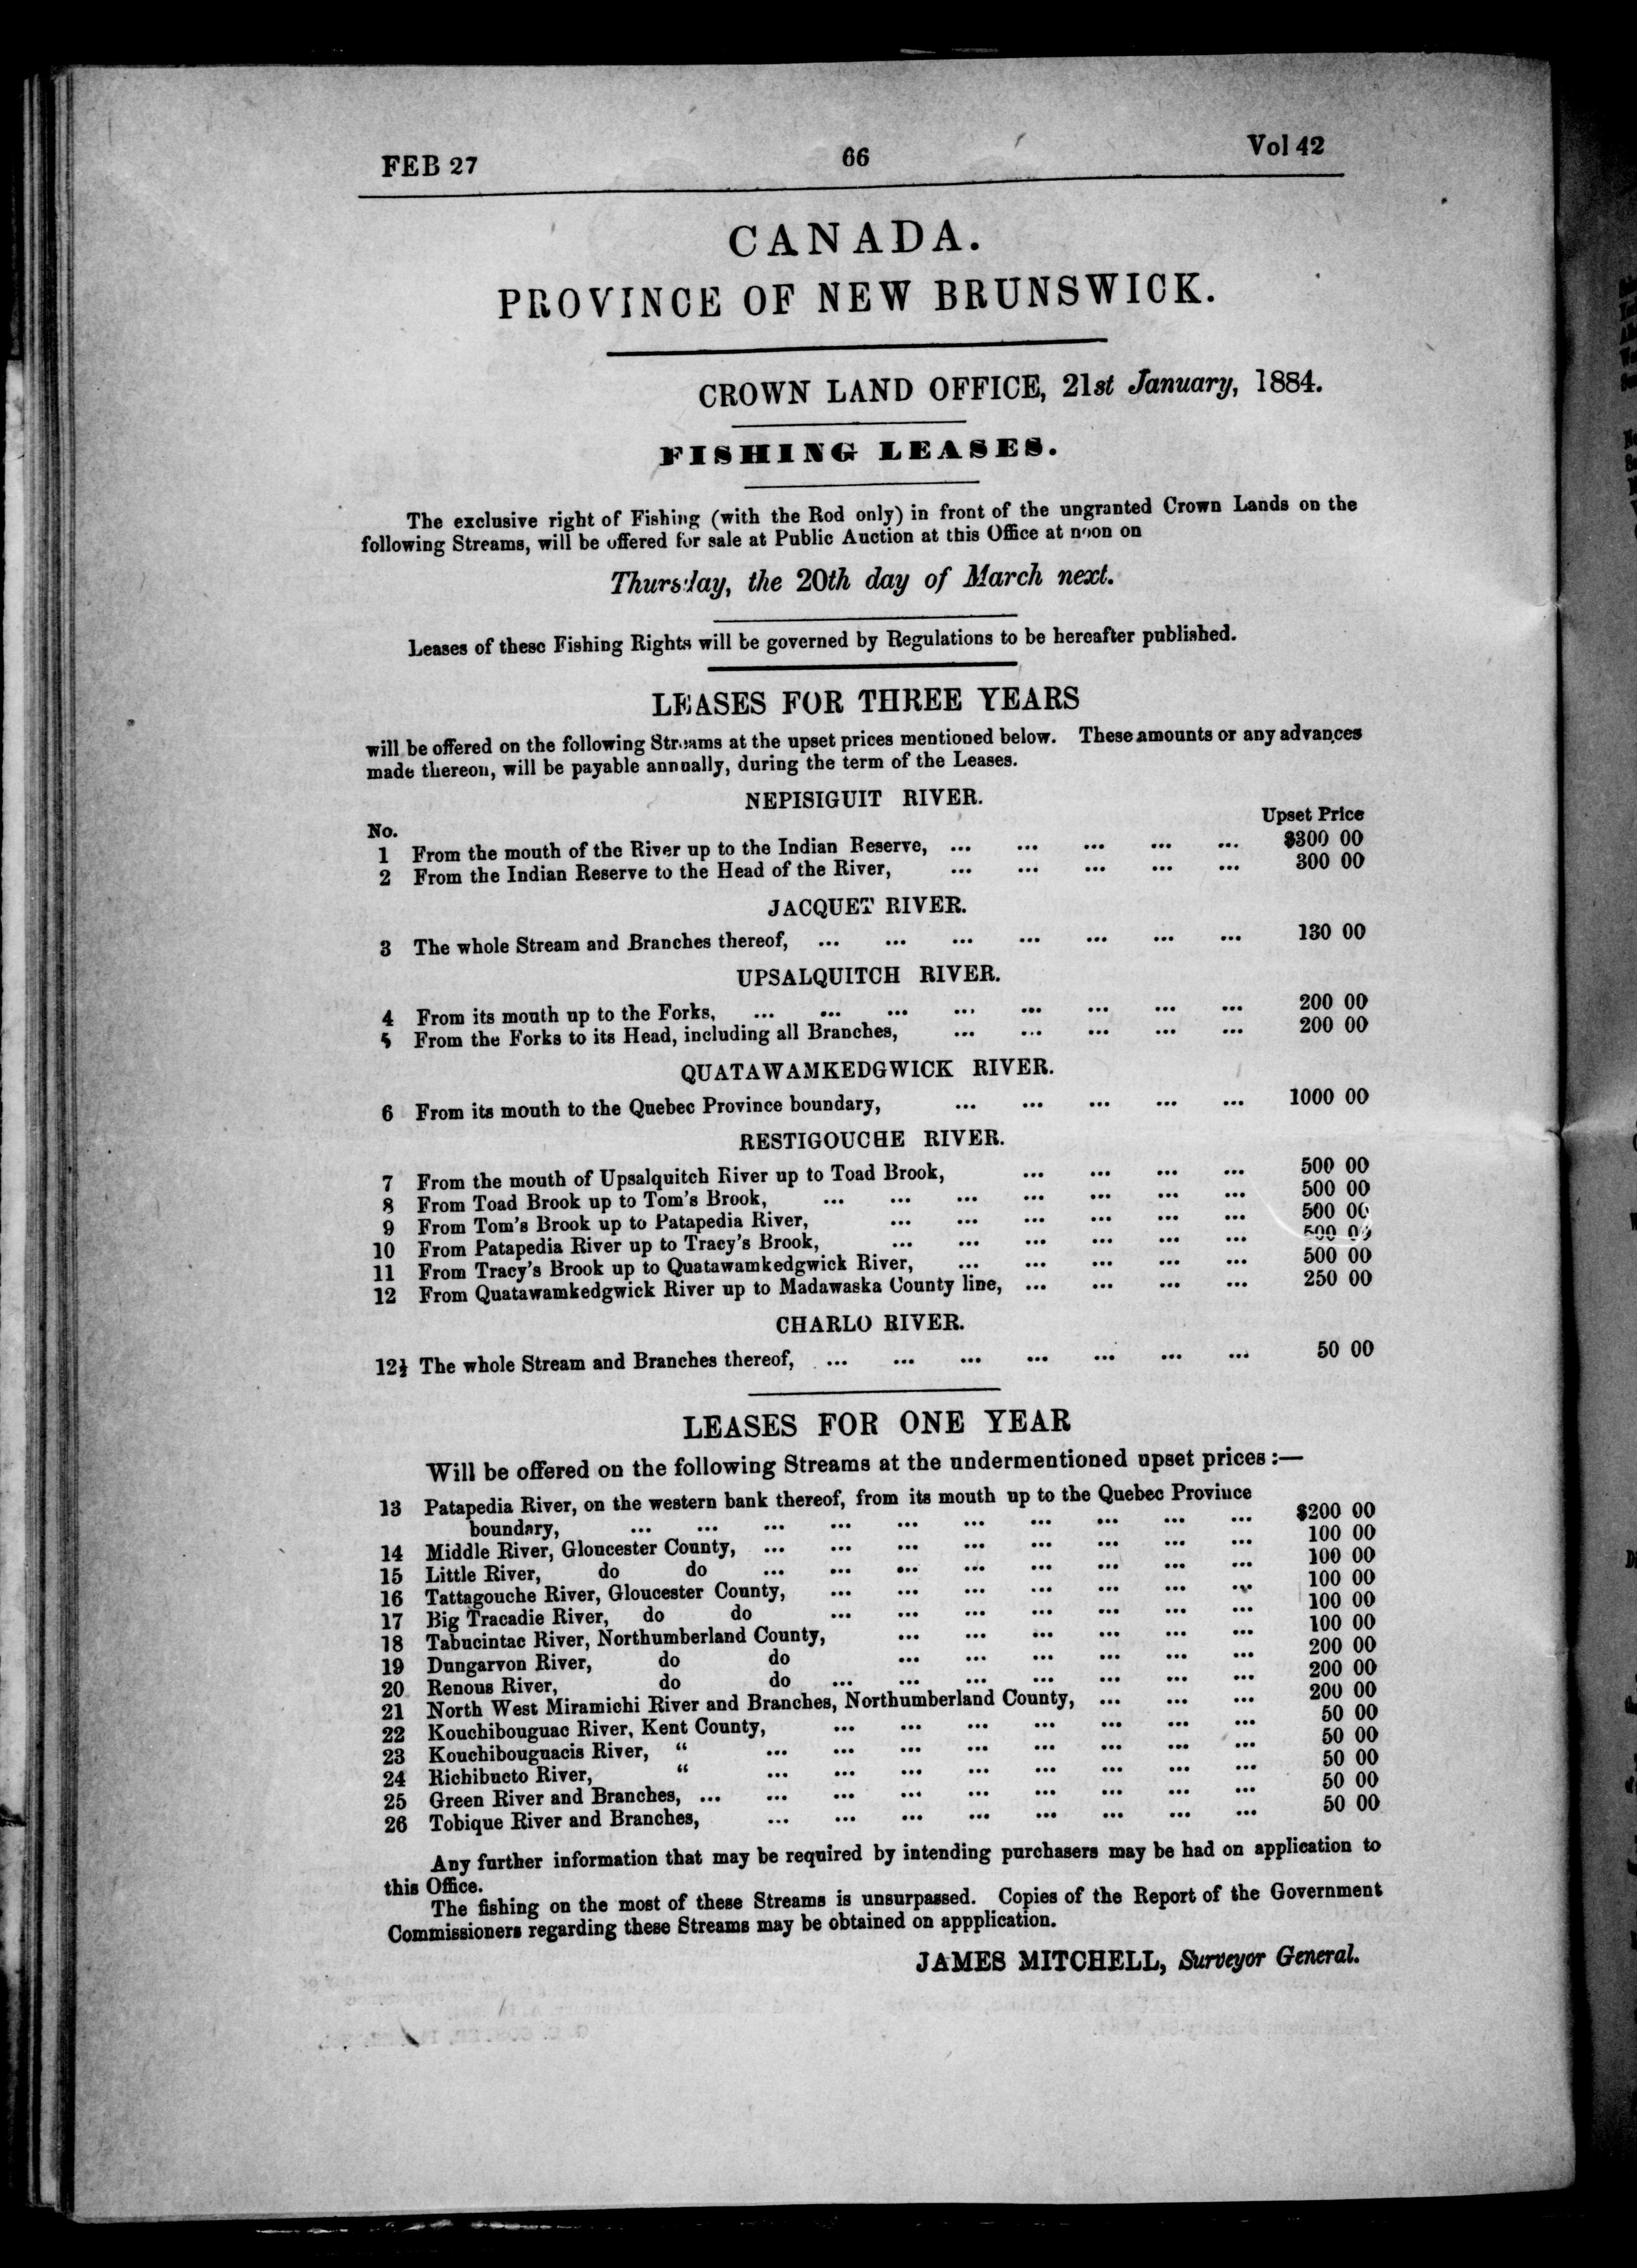 FEB 27 66 Vol 42
CANADA.
PROVINCE OF NEW BRUNSWICK.
CROWN LAND OFFICE, 21st January, 1884.
FISHING LEASES.
The exclusive right of Fishing (with the Rod only) in front of the ungranted Crown Lands on the
following Streams, will be offered for sale at Public Auction at this Office at noon on
Thursday, the 20th day of March next.
Leases of these Fishing Rights will be governed by Regulations to be hereafter published.
LEASES FOR THREE YEARS
will be offered on the following Streams at the upset prices mentioned below. These amounts or any advances
made thereon, will be payable annually, during the term of the Leases.
NEPISIGUIT RIVER.
No. Upset Price
1 From the mouth of the River up to the Indian Reserve, ... ... ... ... ... $300 00
2 From the Indian Reserve to the Head of the River, ... ... ... ... ... 300 00
JACQUET RIVER.
3 The whole Stream and Branches thereof, ... ... ... ... ... ... ... 130 00
UPSALQUITCH RIVER.
4 From its mouth up to the Forks, ... ... ... ... ... ... ... ... 200 00
5 From the Forks to its Head, including all Branches, ... ... ... ... ... 200 00
QUATAWAMKEDGWICK RIVER.
6 From its mouth to the Quebec Province boundary, ... ... ... ... ... 1000 00
RESTIGOUCHE RIVER.
7 From the mouth of Upsalquitch River up to Toad Brook, ... ... ... ... 500 00
8 From Toad Brook up to Tom's Brook, ... ... ... ... ... ... ... 500 00
9 From Tom's Brook up to Patapedia River, ... ... ... ... ... ... 500 00
10 From Patapedia River up to Tracy's Brook, ... ... ... ... ... ... 500 00
11 From Tracy's Brook up to Quatawamkedgwick River, ... ... ... ... ... 500 00
12 From Quatawamkedgwick River up to Madawaska County line, ... ... ... ... 250 00
CHARLO RIVER.
12½ The whole Stream and Branches thereof, ... ... ... ... ... ... ... 50 00
LEASES FOR ONE YEAR
Will be offered on the following Streams at the undermentioned upset prices :—
13 Patapedia River, on the western bank thereof, from its mouth up to the Quebec Province
boundary, ... ... ... ... ... ... ... ... ... ... $200 00
14 Middle River, Gloucester County, ... ... ... ... ... ... ... ... 100 00
15 Little River, do do ... ... ... ... ... ... ... ... 100 00
16 Tattagouche River, Gloucester County, ... ... ... ... ... ... ... 100 00
17 Big Tracadie River, do do ... ... ... ... ... ... ... 100 00
18 Tabucintac River, Northumberland County, ... ... ... ... ... ... 100 00
19 Dungarvon River, do do ... ... ... ... ... ... 200 00
20 Renous River, do do ... ... ... ... ... ... ... 200 00
21 North West Miramichi River and Branches, Northumberland County, ... ... ... 200 00
22 Kouchibouguac River, Kent County, ... ... ... ... ... ... ... 50 00
23 Kouchibouguacis River, " ... ... ... ... ... ... ... ... 50 00
24 Richibucto River, " ... ... ... ... ... ... ... ... 50 00
25 Green River and Branches, ... ... ... ... ... ... ... ... ... 50 00
26 Tobique River and Branches, ... ... ... ... ... ... ... ... 50 00
Any further information that may be required by intending purchasers may be had on application to
this Office.
The fishing on the most of these Streams is unsurpassed. Copies of the Report of the Government
Commissioners regarding these Streams may be obtained on appplication.
JAMES MITCHELL, Surveyor General.